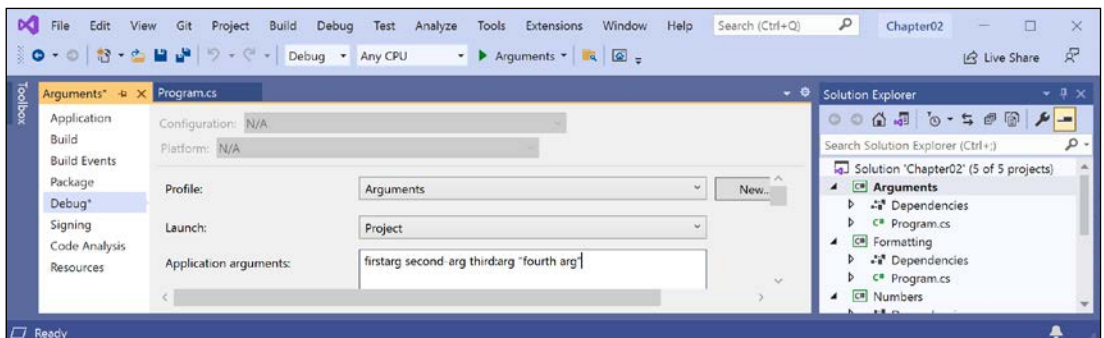 File Edit View Git Project Build Debug Test Analyze Tools Extensions Window Help Search (Ctrl+Q) Chapter02
Debug Any CPU Arguments Live Share
Toolbox
Arguments* Program.cs
Application
Build
Build Events
Package
Debug*
Signing
Code Analysis
Resources
Configuration: N/A
Platform: N/A
Profile: Arguments New...
Launch: Project
Application arguments: firstarg second-arg third:arg "fourth arg"
Solution Explorer
Search Solution Explorer (Ctrl+;)
Solution 'Chapter02' (5 of 5 projects)
C# Arguments
Dependencies
C# Program.cs
C# Formatting
Dependencies
C# Program.cs
C# Numbers
Ready